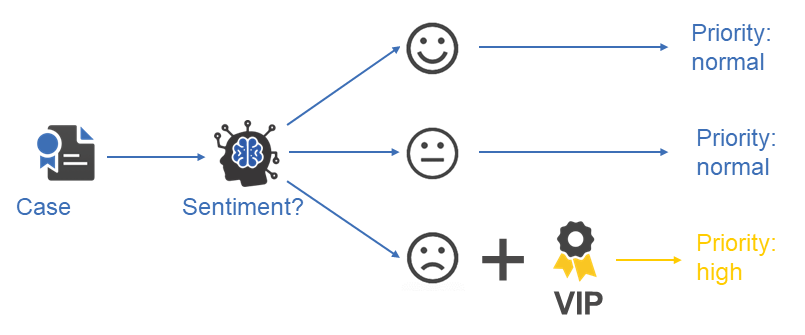 Priority:
normal
Priority:
normal
Case
Sentiment?
Priority:
high
VIP